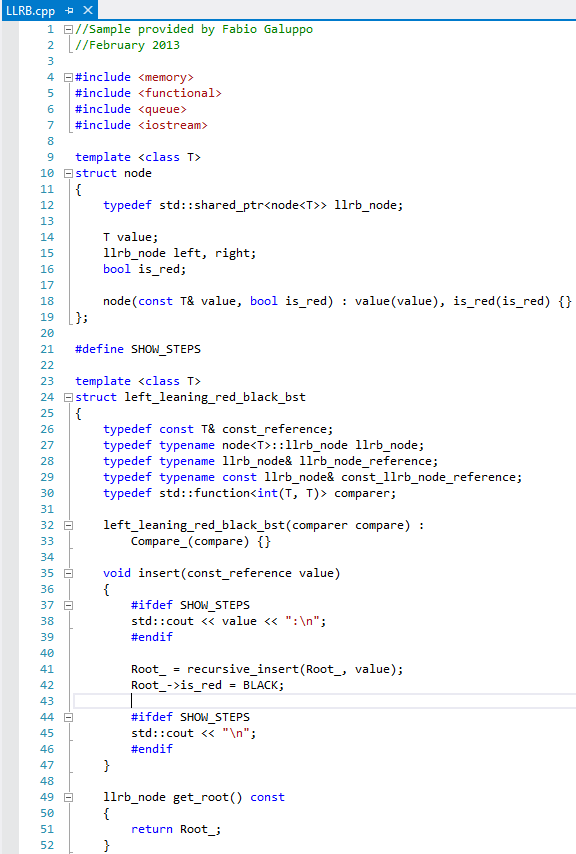 LLRB.cpp
1 //Sample provided by Fabio Galuppo
2 //February 2013
3
4 #include <memory>
5 #include <functional>
6 #include <queue>
7 #include <iostream>
8
9 template <class T>
10 struct node
11 {
12     typedef std::shared_ptr<node<T>> llrb_node;
13
14     T value;
15     llrb_node left, right;
16     bool is_red;
17
18     node(const T& value, bool is_red) : value(value), is_red(is_red) {}
19 };
20
21 #define SHOW_STEPS
22
23 template <class T>
24 struct left_leaning_red_black_bst
25 {
26     typedef const T& const_reference;
27     typedef typename node<T>::llrb_node llrb_node;
28     typedef typename llrb_node& llrb_node_reference;
29     typedef typename const llrb_node& const_llrb_node_reference;
30     typedef std::function<int(T, T)> comparer;
31
32     left_leaning_red_black_bst(comparer compare) :
33         Compare_(compare) {}
34
35     void insert(const_reference value)
36     {
37         #ifdef SHOW_STEPS
38         std::cout << value << ":\n";
39         #endif
40
41         Root_ = recursive_insert(Root_, value);
42         Root_->is_red = BLACK;
43
44         #ifdef SHOW_STEPS
45         std::cout << "\n";
46         #endif
47     }
48
49     llrb_node get_root() const
50     {
51         return Root_;
52     }